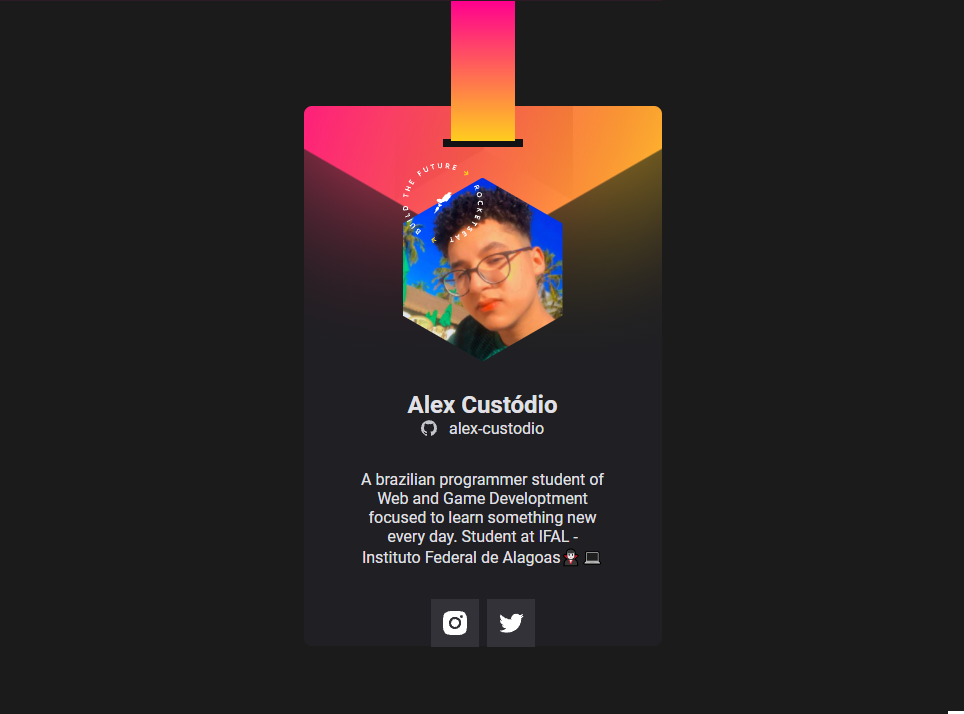 BUILD THE FUTURE
ROCKETSEAT
Alex Custódio
alex-custodio
A brazilian programmer student of
Web and Game Developtment
focused to learn something new
every day. Student at IFAL -
Instituto Federal de Alagoas🧛🏻💻